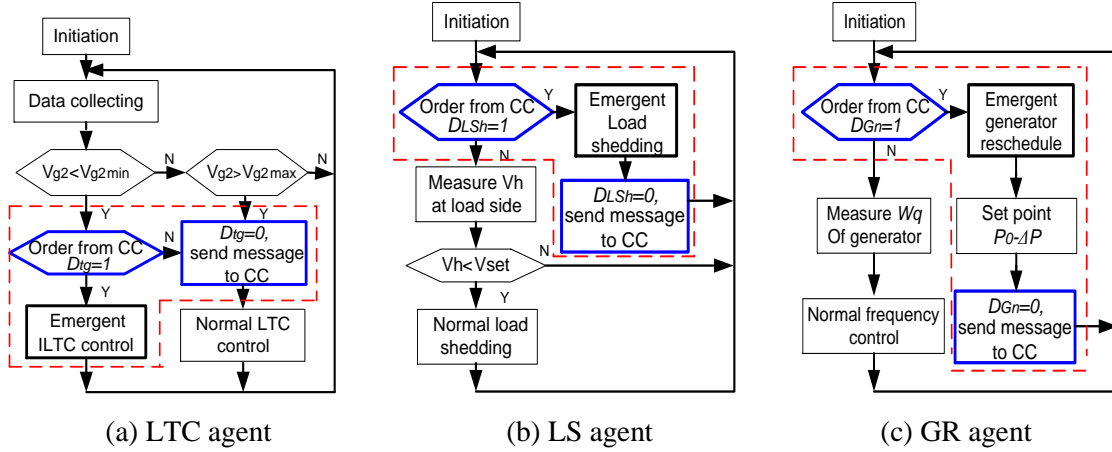 Initiation
Data collecting
Vg2<Vg2min
N
Vg2>Vg2max
N
Y
Y
Order from CC
Dtg=1
N
Dtg=0,
send message
to CC
Y
Emergent
ILTC control
Normal LTC
control
(a) LTC agent
Initiation
Order from CC
DLSh=1
Y
Emergent
Load
shedding
N
Measure Vh
at load side
DLSh=0,
send message
to CC
Vh<Vset
N
Y
Normal load
shedding
(b) LS agent
Initiation
Order from CC
DGn=1
Y
Emergent
generator
reschedule
N
Measure Wq
Of generator
Set point
P0-ΔP
Normal frequency
control
DGn=0,
send message
to CC
(c) GR agent